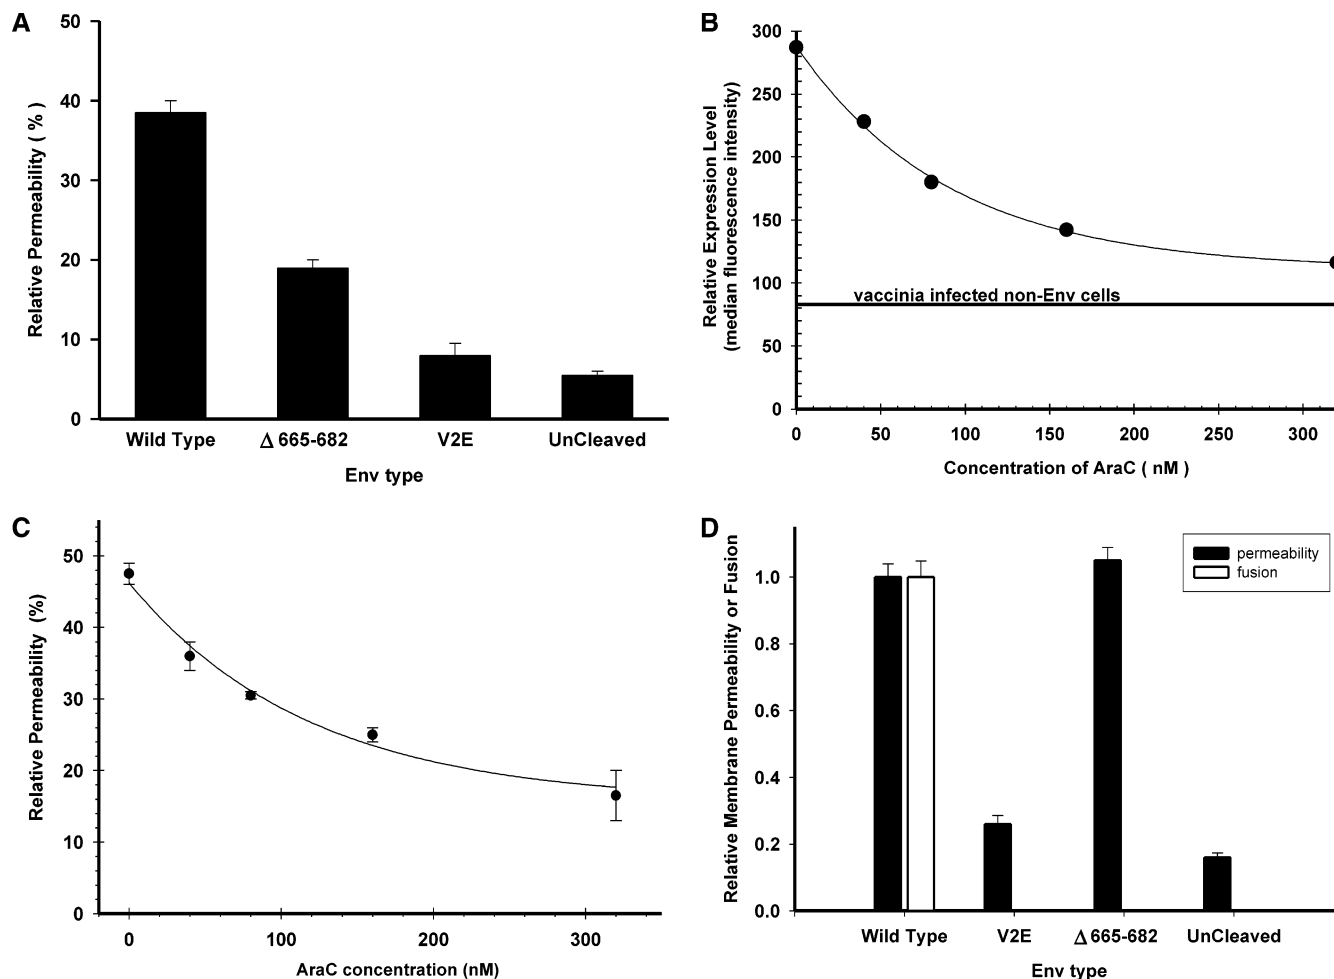 A
50
40
30
20
10
0
Relative Permeability ( % )
Wild Type Δ 665-682 V2E UnCleaved
Env type
B
300
250
200
150
100
50
0
Relative Expression Level
(median fluorescence intensity)
vaccinia infected non-Env cells
0 50 100 150 200 250 300
Concentration of AraC ( nM )
C
50
40
30
20
10
0
Relative Permeability (%)
0 100 200 300
AraC concentration (nM)
D
1.0
0.8
0.6
0.4
0.2
0.0
Relative Membrane Permeability or Fusion
permeability
fusion
Wild Type V2E Δ 665-682 UnCleaved
Env type